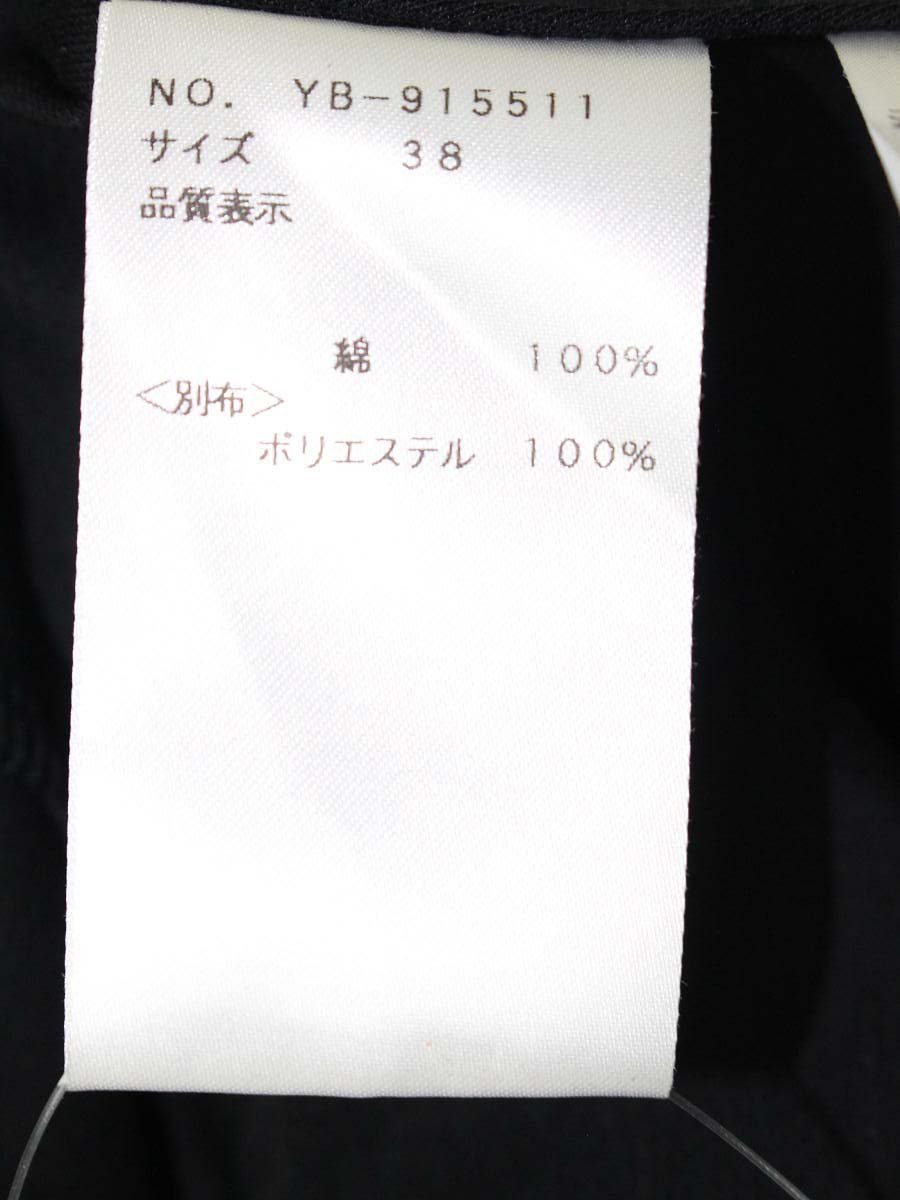 NO. YB-915511
サイズ 38
品質表示
綿 100%
<別布>
ポリエステル 100%